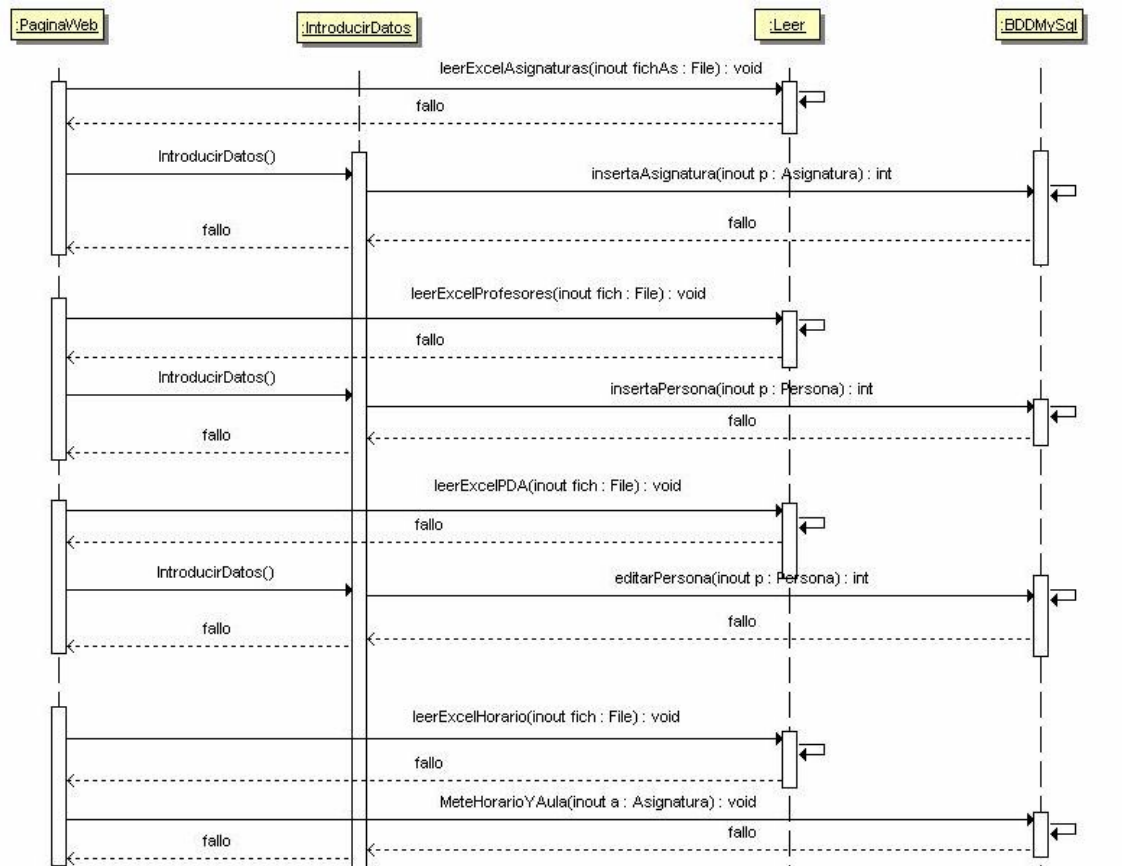 :PaginaWeb
:IntroducirDatos
:Leer
:BDDMySql
leerExcelAsignaturas(inout fichAs : File) : void
fallo
IntroducirDatos()
insertaAsignatura(inout p : Asignatura) : int
fallo
fallo
leerExcelProfesores(inout fich : File) : void
fallo
IntroducirDatos()
insertaPersona(inout p : Persona) : int
fallo
fallo
leerExcelPDA(inout fich : File) : void
fallo
IntroducirDatos()
editarPersona(inout p : Persona) : int
fallo
fallo
leerExcelHorario(inout fich : File) : void
fallo
MeteHorarioYAula(inout a : Asignatura) : void
fallo
fallo